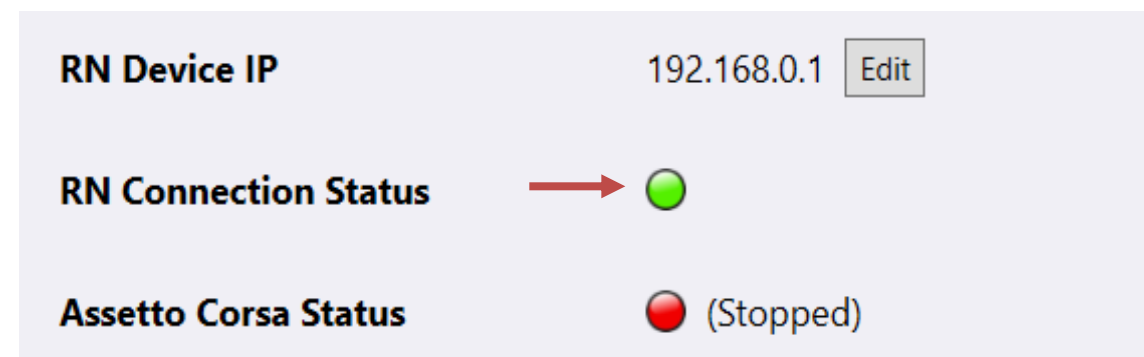 RN Device IP 192.168.0.1 Edit
RN Connection Status
Assetto Corsa Status (Stopped)